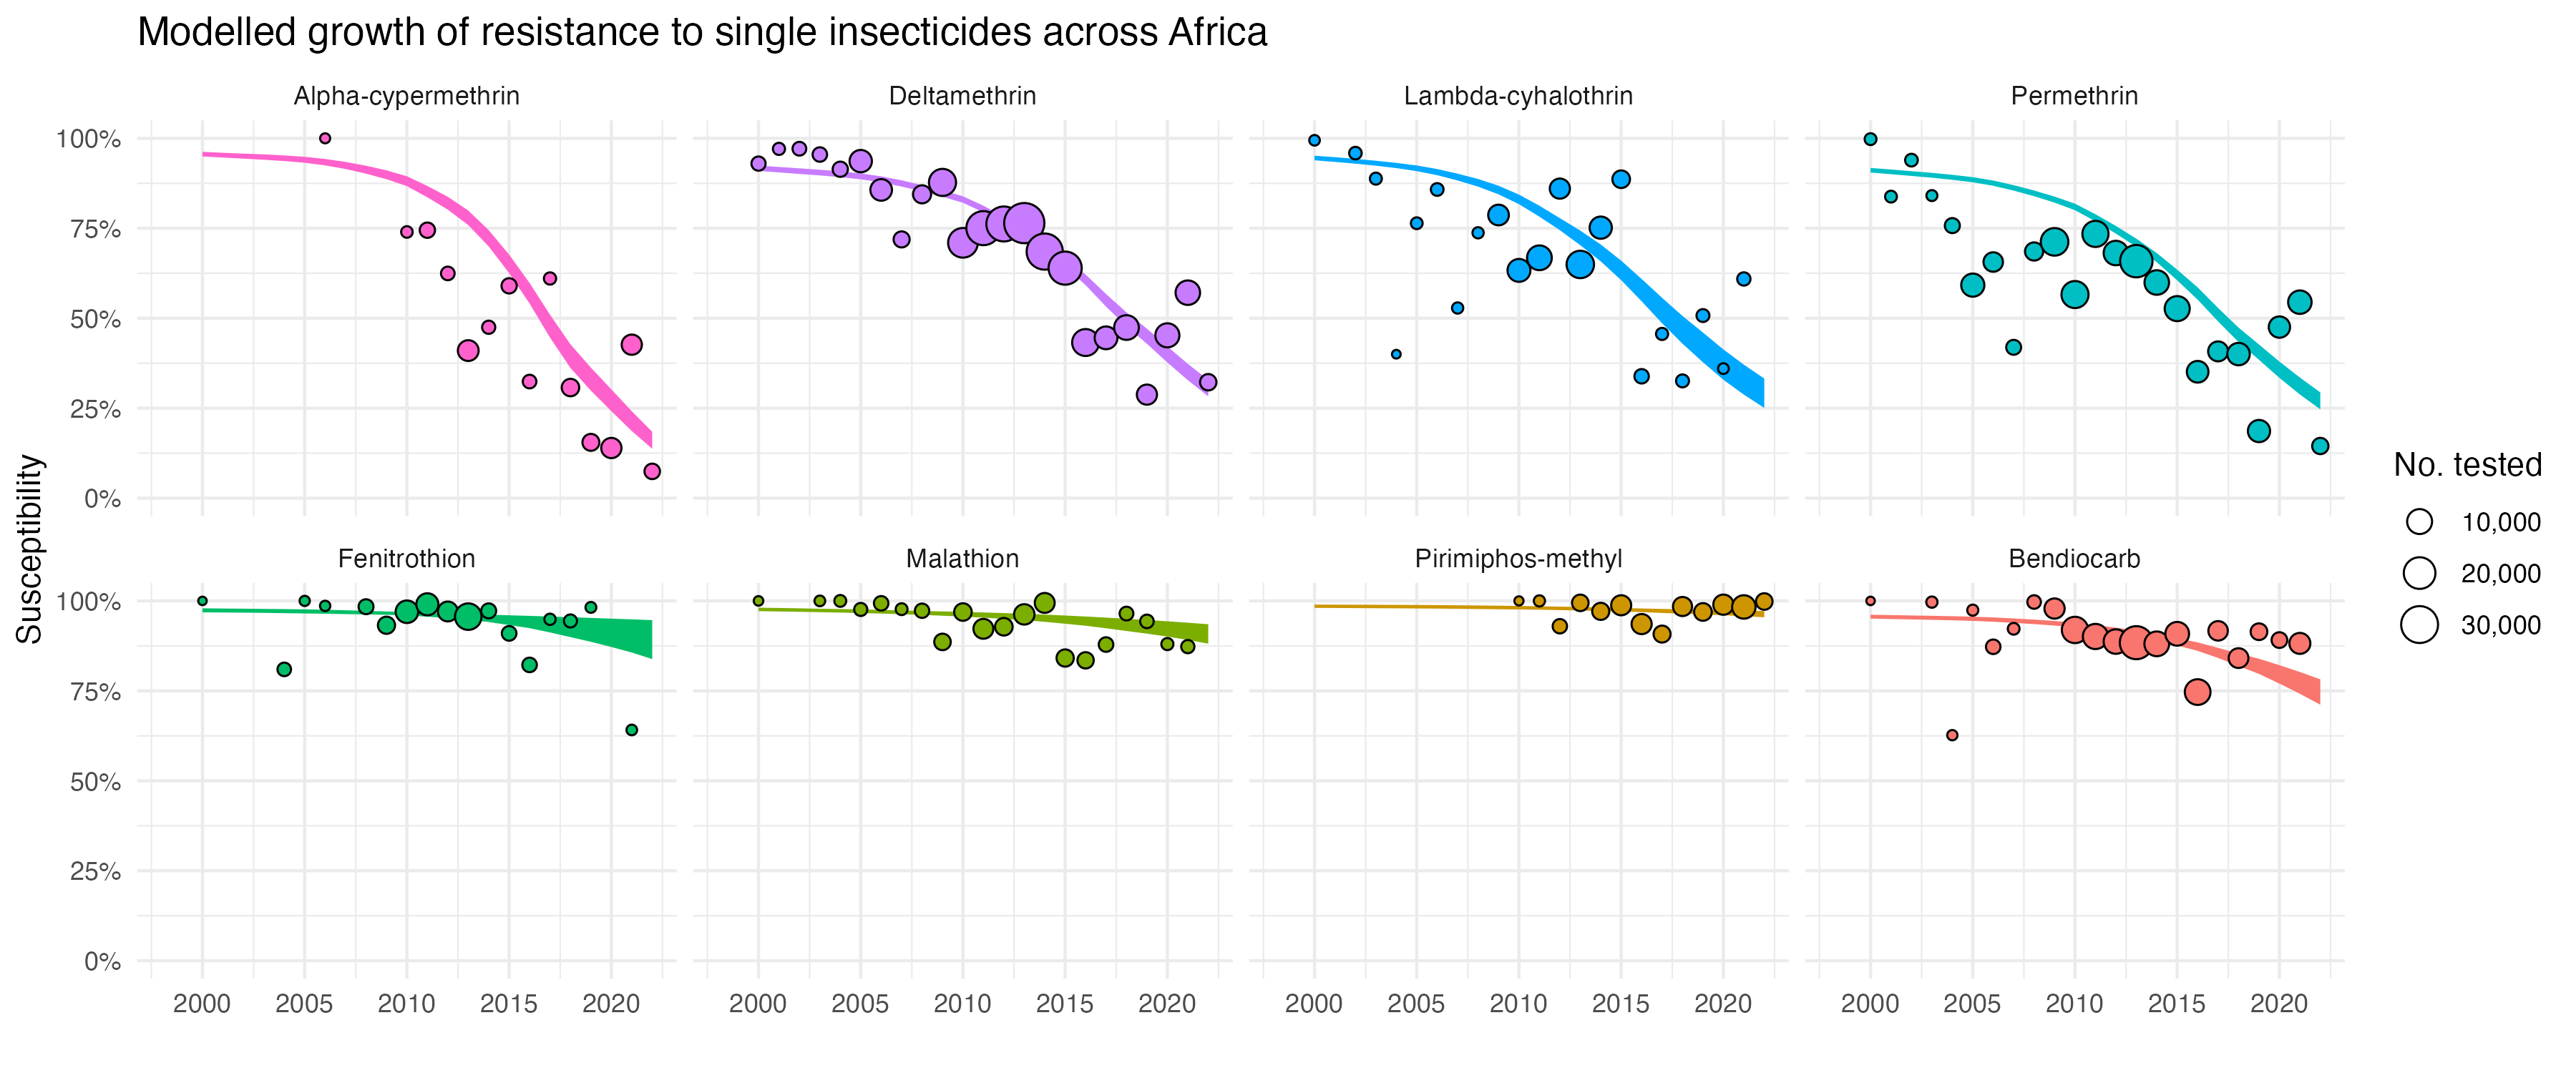 Modelled growth of resistance to single insecticides across Africa
Alpha-cypermethrin
Deltamethrin
Lambda-cyhalothrin
Permethrin
100%
75%
50%
25%
0%
Susceptibility
Fenitrothion
Malathion
Pirimiphos-methyl
Bendiocarb
100%
75%
50%
25%
0%
2000 2005 2010 2015 2020
2000 2005 2010 2015 2020
2000 2005 2010 2015 2020
2000 2005 2010 2015 2020
No. tested
10,000
20,000
30,000